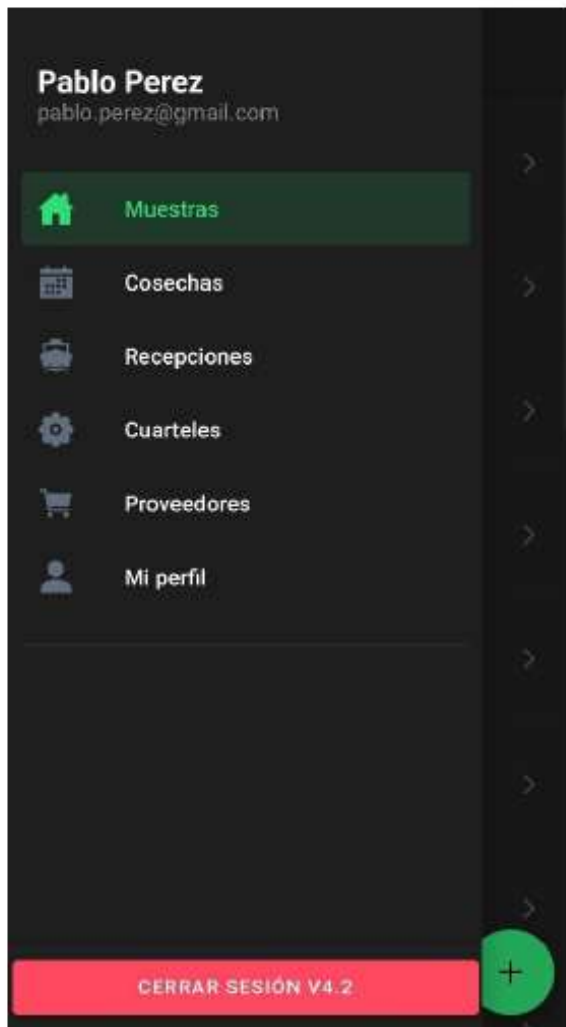 Pablo Perez
pablo.perez@gmail.com
Muestras
Cosechas
Recepciones
Cuarteles
Proveedores
Mi perfil
CERRAR SESIÓN V4.2
+